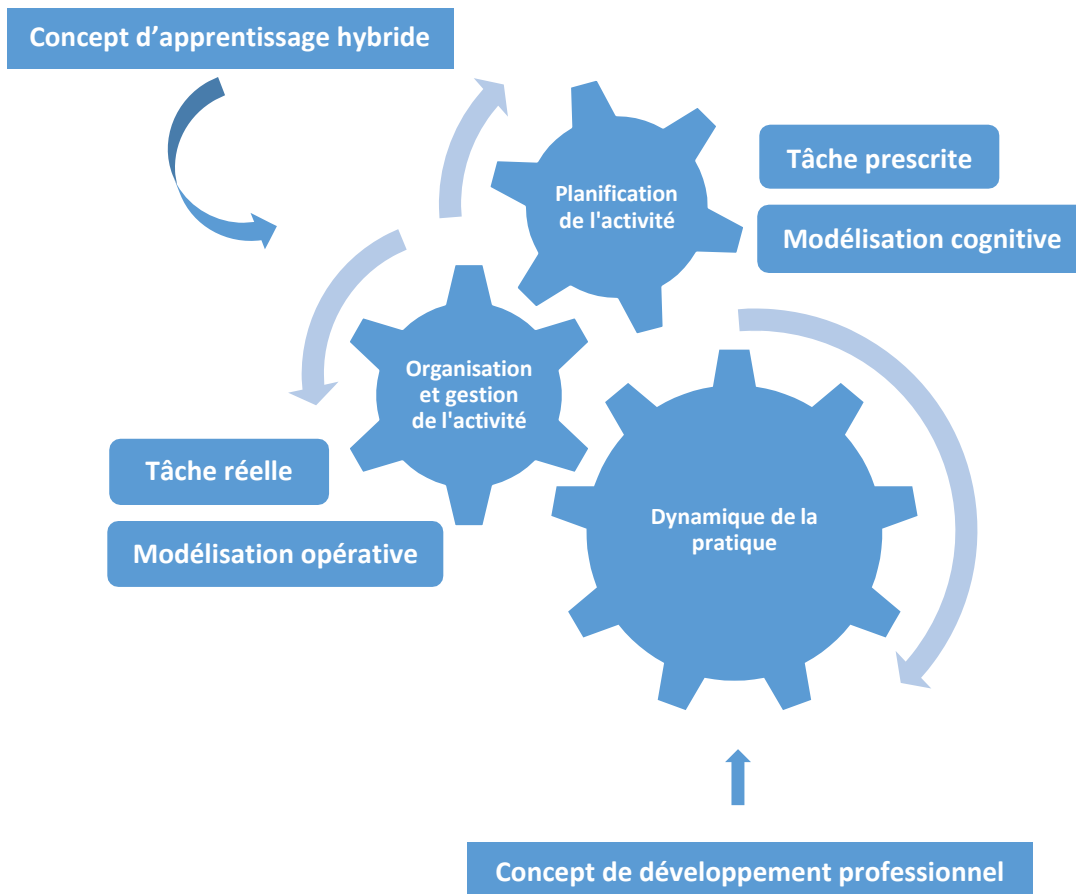 Concept d’apprentissage hybride
Planification
de l'activité
Tâche prescrite
Modélisation cognitive
Organisation
et gestion
de l'activité
Tâche réelle
Modélisation opérative
Dynamique de la
pratique
Concept de développement professionnel